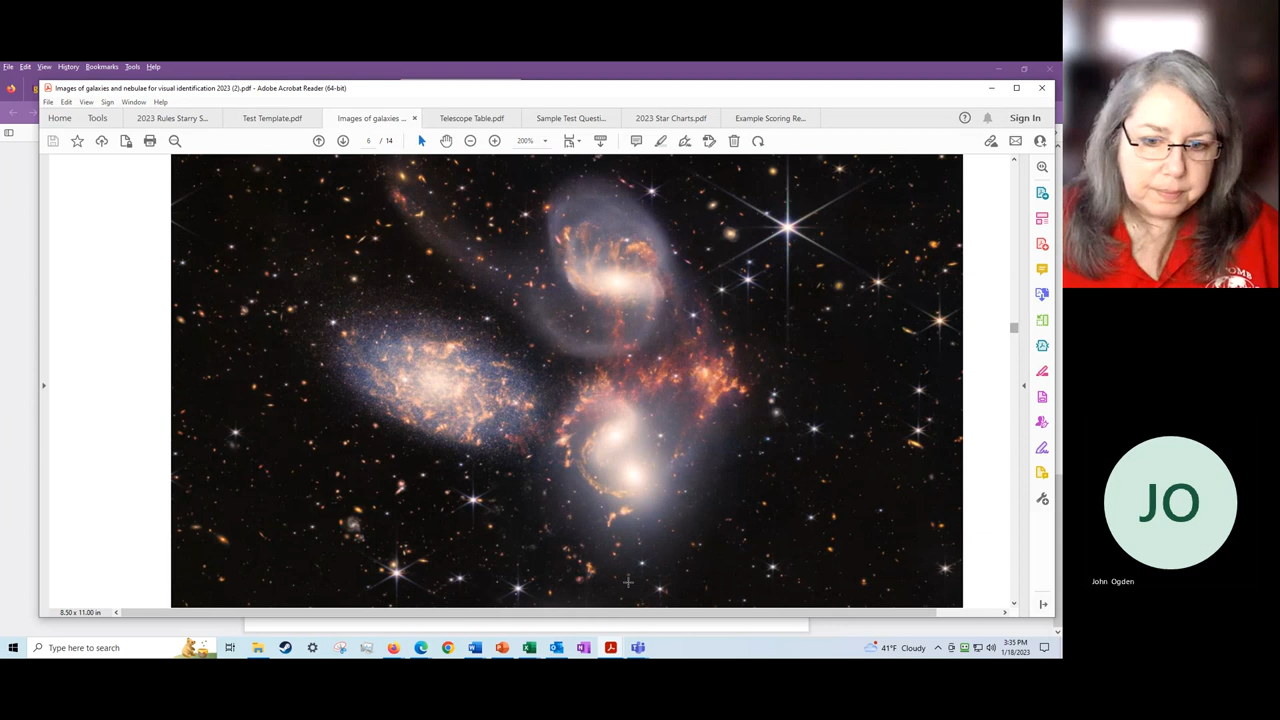 File Edit View History Bookmarks Tools Help
Images of galaxies and nebulae for visual identification 2023 (2).pdf - Adobe Acrobat Reader (64-bit)
File Edit View Sign Window Help
Home Tools 2023 Rules Starry S... Test Template.pdf Images of galaxies ... × Telescope Table.pdf Sample Test Questi... 2023 Star Charts.pdf Example Scoring Re... Sign In
6 / 14 200%
8.50 x 11.00 in
JO
John Ogden
Type here to search
41°F Cloudy
3:35 PM
1/18/2023